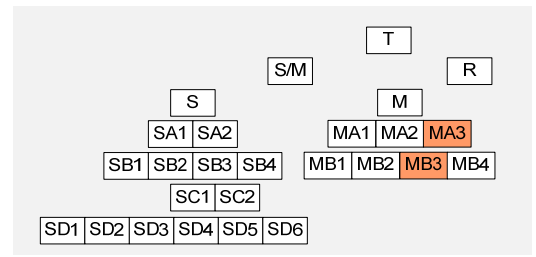 T
S/M R
S M
SA1 SA2 MA1 MA2 MA3
SB1 SB2 SB3 SB4 MB1 MB2 MB3 MB4
SC1 SC2
SD1 SD2 SD3 SD4 SD5 SD6